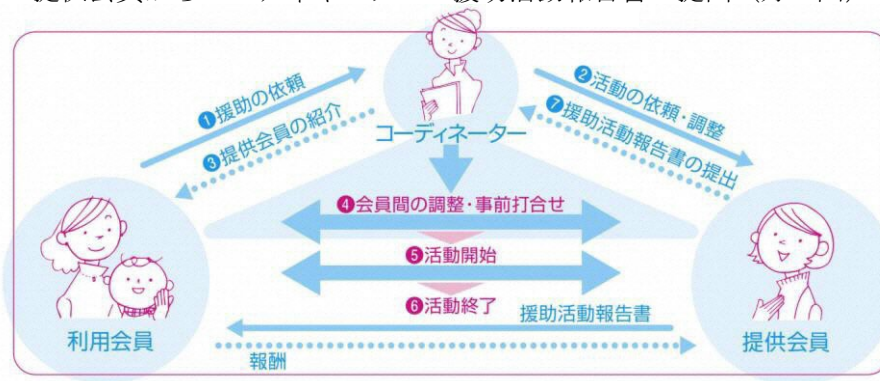 ❶援助の依頼
❸提供会員の紹介
コーディネーター
❷活動の依頼・調整
❼援助活動報告書の提出
❹会員間の調整・事前打合せ
❺活動開始
❻活動終了
援助活動報告書
報酬
利用会員
提供会員